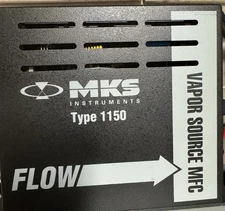 MKS
INSTRUMENTS
Type 1150
FLOW
VAPOR SOURCE MFC